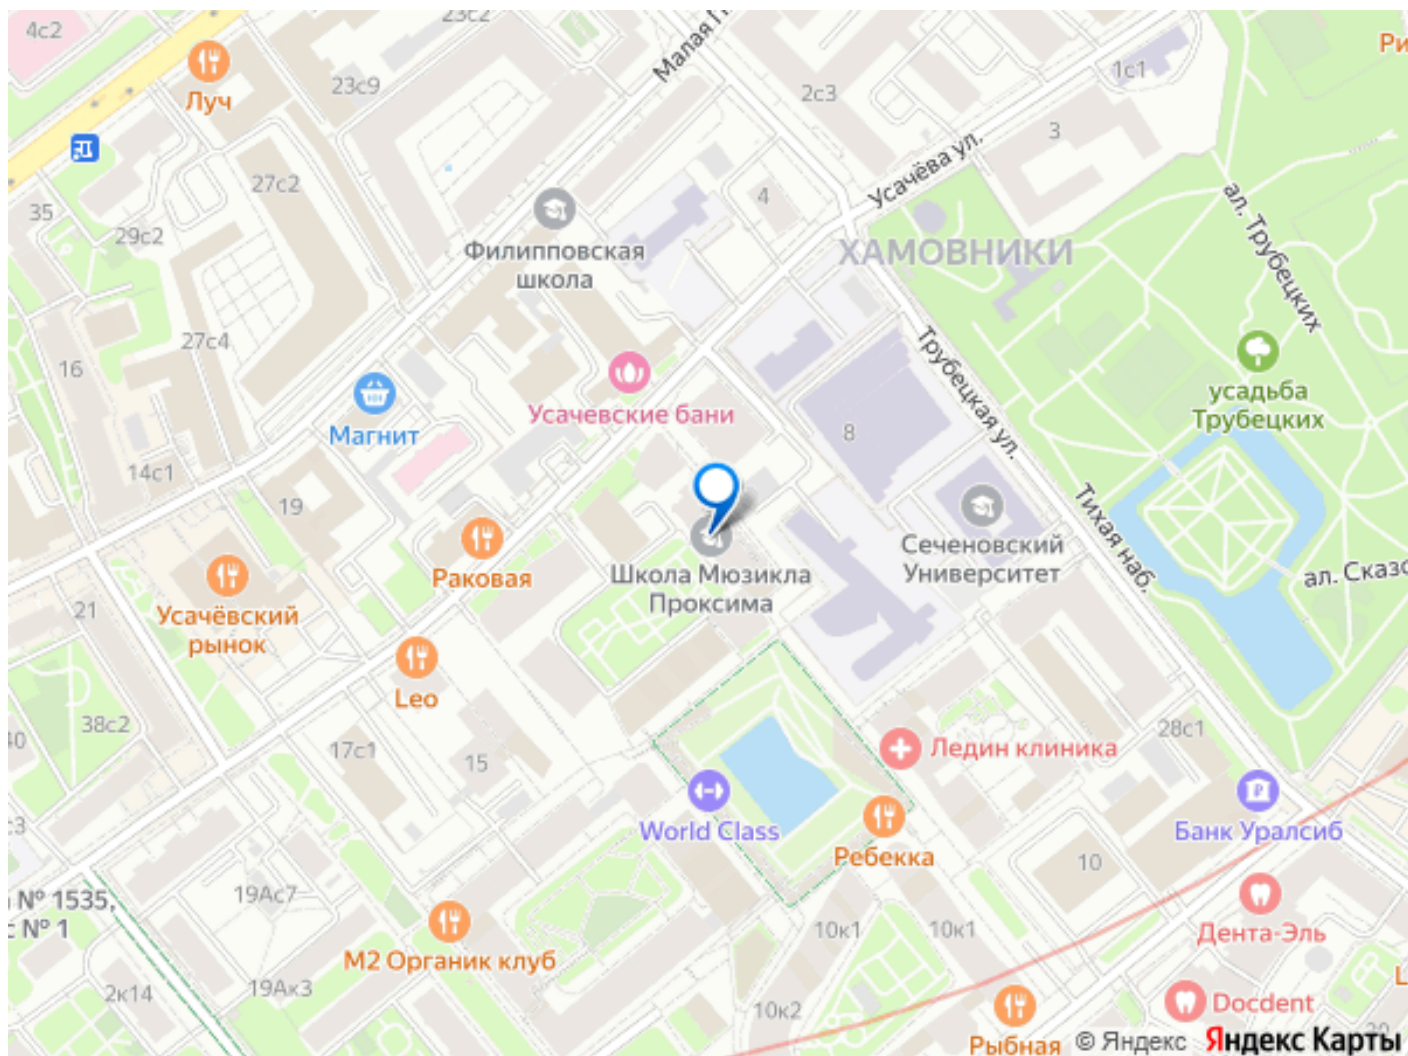 4с2
23с2
Малая П
Ри
Луч
23с9
2с3
1с1
3
27с2
Усачёва ул.
ал. Трубецких
35
29с2
4
Филипповская
школа
ХАМОВНИКИ
27с4
16
Трубецкая ул.
усадьба
Трубецких
Усачевские бани
Магнит
8
14с1
19
Тихая наб.
Сеченовский
Университет
Раковая
Школа Мюзикла
Проксима
ал. Сказо
21
Усачёвский
рынок
Leo
38с2
28с1
40
17с1
15
Ледин клиника
с3
World Class
Ребекка
Банк Уралсиб
10
19Ас7
№ 1535,
с № 1
10к1
10к1
Дента-Эль
М2 Органик клуб
2к14
19Ак3
10к2
Docdent
Рыбная
© Яндекс
Яндекс Карты